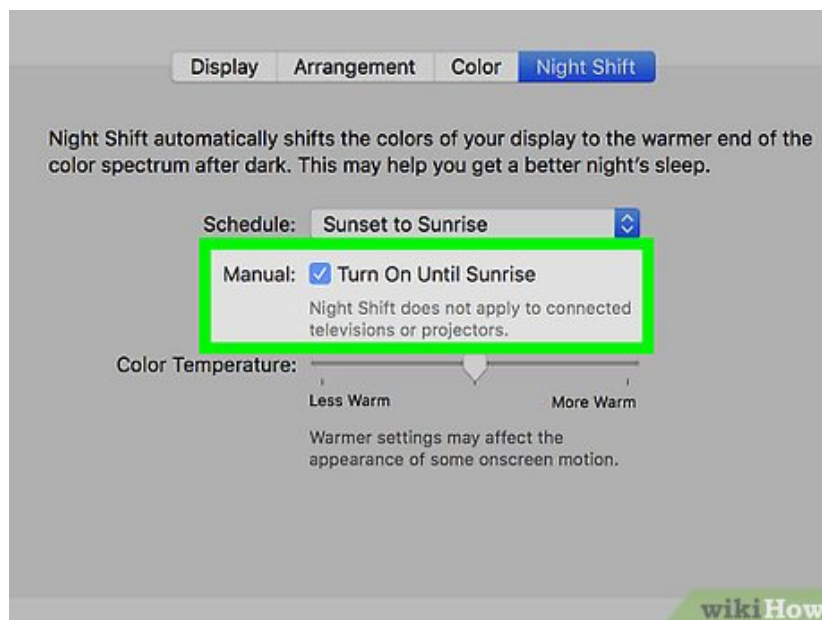 Display Arrangement Color Night Shift
Night Shift automatically shifts the colors of your display to the warmer end of the
color spectrum after dark. This may help you get a better night's sleep.
Schedule: Sunset to Sunrise
Manual: Turn On Until Sunrise
Night Shift does not apply to connected
televisions or projectors.
Color Temperature:
Less Warm More Warm
Warmer settings may affect the
appearance of some onscreen motion.
wikiHow